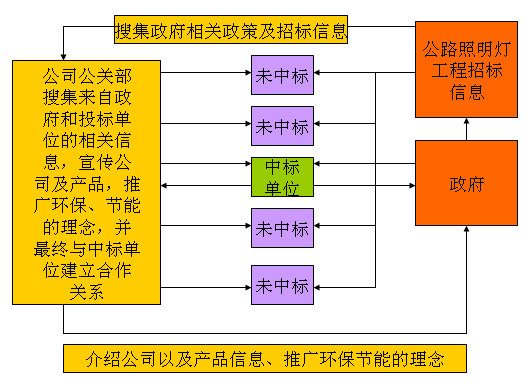 搜集政府相关政策及招标信息
公路照明灯
工程招标
信息
公司公关部
搜集来自政
府和投标单
位的相关信
息，宣传公
司及产品，推
广环保、节能
的理念，并
最终与中标单
位建立合作
关系
未中标
未中标
中标
单位
未中标
未中标
政府
介绍公司以及产品信息、推广环保节能的理念